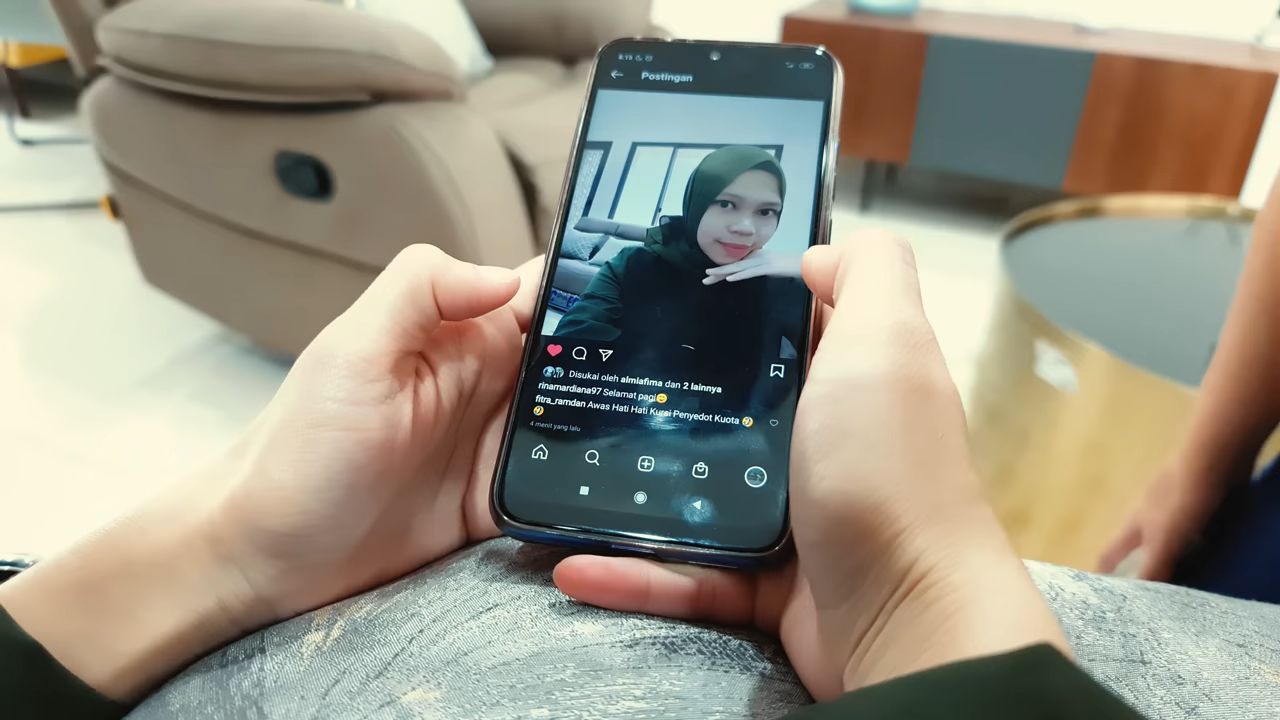 Postingan
Disukai oleh almiafima dan 2 lainnya
rinamardiana97 Selamat pagi😊
fitra_ramdan Awas Hati Hati Kurai Penyedot Kuota 🤣
🤣
4 menit yang lalu